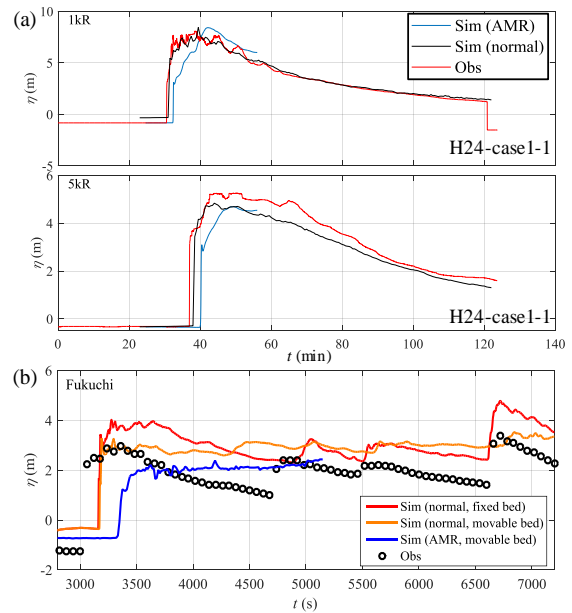 (a)
1kR
Sim (AMR)
Sim (normal)
Obs
H24-case1-1
η (m)
10
5
0
5
5kR
H24-case1-1
η (m)
6
4
2
0
0 20 40 60 80 100 120 140
t (min)
(b)
Fukuchi
Sim (normal, fixed bed)
Sim (normal, movable bed)
Sim (AMR, movable bed)
Obs
η (m)
6
4
2
0
-2
3000 3500 4000 4500 5000 5500 6000 6500 7000
t (s)